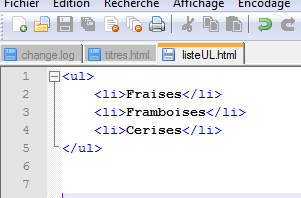 Fichier Edition Recherche Affichage Encodage
change.log titres.html listeUL.html
1 <ul>
2 <li>Fraises</li>
3 <li>Framboises</li>
4 <li>Cerises</li>
5 </ul>
6
7